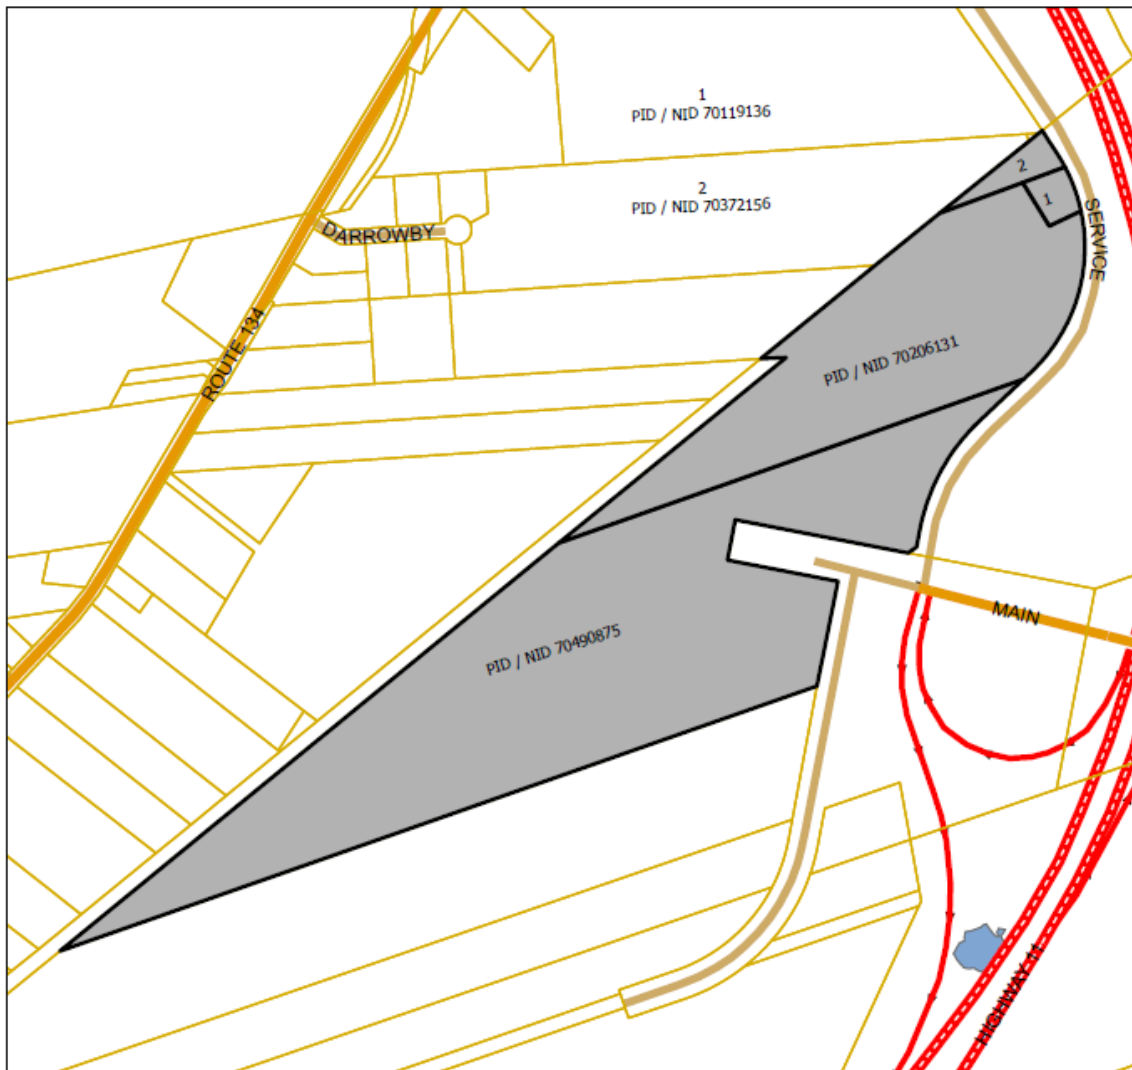 1
PID / NID 70119136
2
PID / NID 70372156
2
1
SERVICE
DARROWBY
ROUTE 134
PID / NID 70206131
MAIN
PID / NID 70490875
HIGHWAY 11